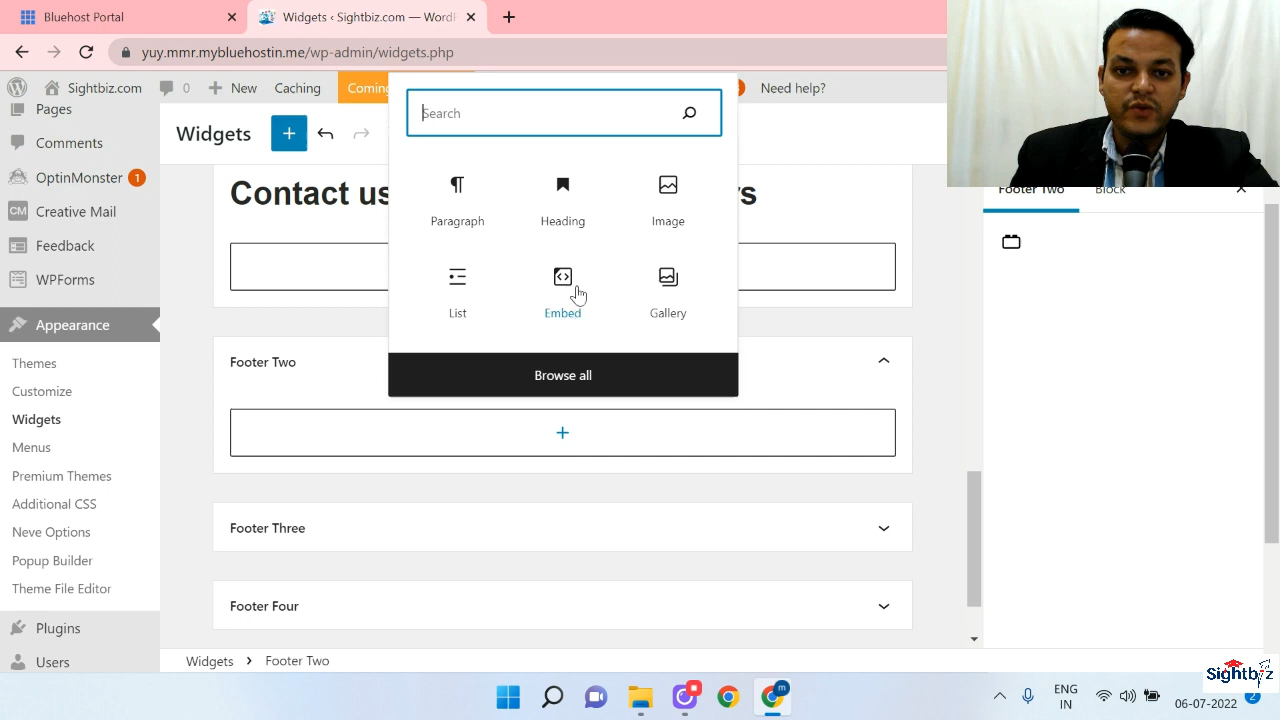 Bluehost Portal
Widgets ‹ Sightbiz.com — WordP
yuy.mmr.mybluehostin.me/wp-admin/widgets.php
Sightbiz.com
0
New
Caching
Coming
Need help?
Pages
Comments
OptinMonster 1
CM Creative Mail
Feedback
WPForms
Appearance
Themes
Customize
Widgets
Menus
Premium Themes
Additional CSS
Neve Options
Popup Builder
Theme File Editor
Plugins
Users
Widgets
Contact us
rs
Search
Paragraph
Heading
Image
List
Embed
Gallery
Browse all
Footer Two
Footer Three
Footer Four
Widgets
Footer Two
Footer Two
Block
m
ENG
IN
06-07-2022
2
Sightbiz